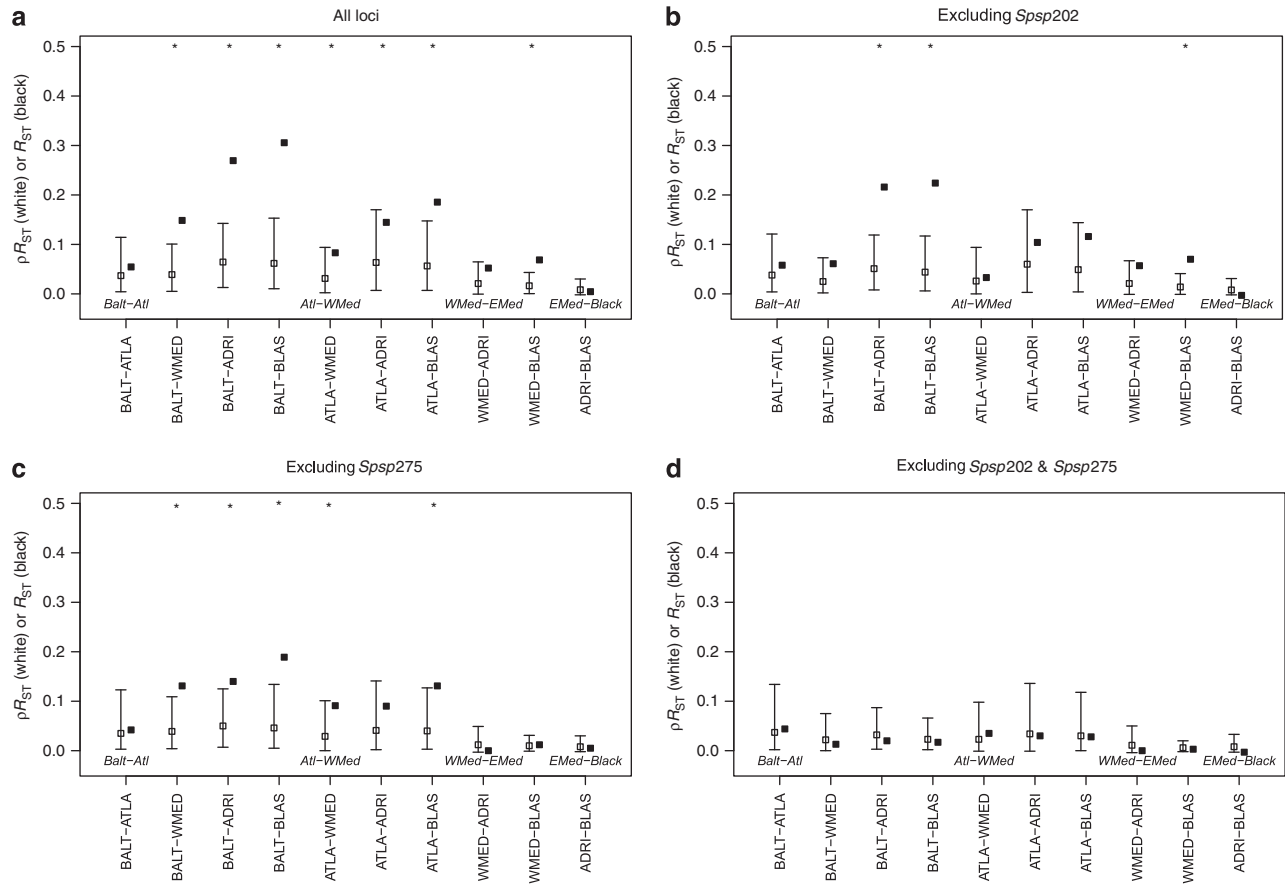 a
All loci
* * * * * * *
ρR_ST (white) or R_ST (black)
0.5
0.4
0.3
0.2
0.1
0.0
Balt–Atl
Atl–WMed
WMed–EMed
EMed–Black
BALT–ATLA
BALT–WMED
BALT–ADRI
BALT–BLAS
ATLA–WMED
ATLA–ADRI
ATLA–BLAS
WMED–ADRI
WMED–BLAS
ADRI–BLAS
b
Excluding Spsp202
* * *
ρR_ST (white) or R_ST (black)
0.5
0.4
0.3
0.2
0.1
0.0
Balt–Atl
Atl–WMed
WMed–EMed
EMed–Black
BALT–ATLA
BALT–WMED
BALT–ADRI
BALT–BLAS
ATLA–WMED
ATLA–ADRI
ATLA–BLAS
WMED–ADRI
WMED–BLAS
ADRI–BLAS
c
Excluding Spsp275
* * * * *
ρR_ST (white) or R_ST (black)
0.5
0.4
0.3
0.2
0.1
0.0
Balt–Atl
Atl–WMed
WMed–EMed
EMed–Black
BALT–ATLA
BALT–WMED
BALT–ADRI
BALT–BLAS
ATLA–WMED
ATLA–ADRI
ATLA–BLAS
WMED–ADRI
WMED–BLAS
ADRI–BLAS
d
Excluding Spsp202 & Spsp275
ρR_ST (white) or R_ST (black)
0.5
0.4
0.3
0.2
0.1
0.0
Balt–Atl
Atl–WMed
WMed–EMed
EMed–Black
BALT–ATLA
BALT–WMED
BALT–ADRI
BALT–BLAS
ATLA–WMED
ATLA–ADRI
ATLA–BLAS
WMED–ADRI
WMED–BLAS
ADRI–BLAS